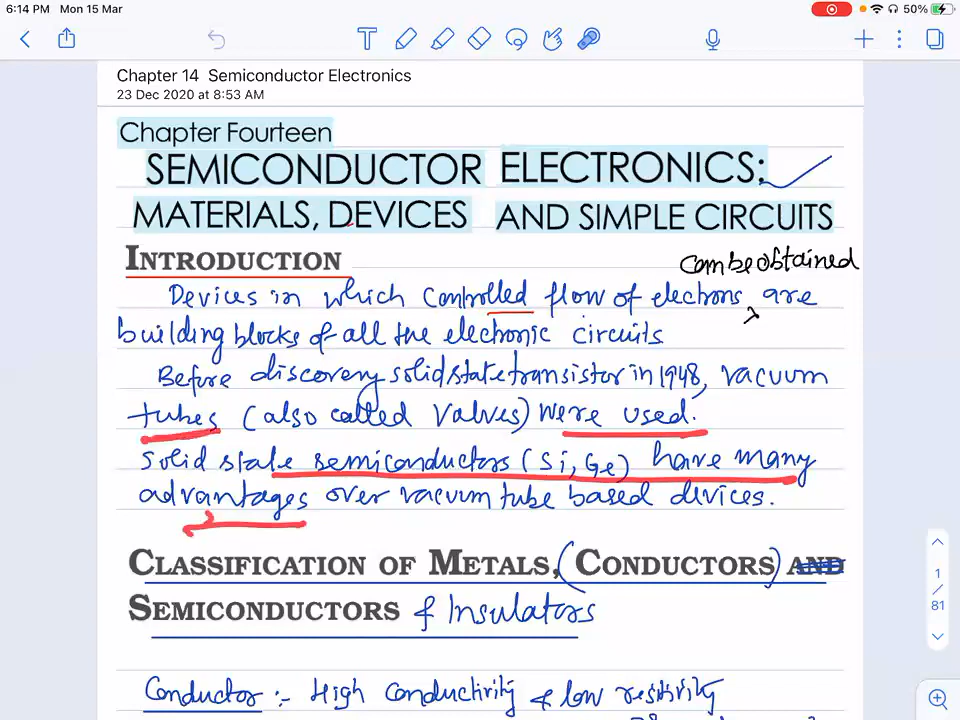 6:14 PM Mon 15 Mar
50%
Chapter 14 Semiconductor Electronics
23 Dec 2020 at 8:53 AM
Chapter Fourteen
SEMICONDUCTOR ELECTRONICS:
MATERIALS, DEVICES AND SIMPLE CIRCUITS
INTRODUCTION
can be obtained
Devices in which controlled flow of electrons are
building blocks of all the electronic circuits
Before discovery solid state transistor in 1948, vacuum
tubes (also called valves) were used.
Solid state semiconductors (Si, Ge) have many
advantages over vacuum tube based devices.
CLASSIFICATION OF METALS, (CONDUCTORS) AND
SEMICONDUCTORS & Insulators
Conductor :- High conductivity & low resitivity
1
/
81